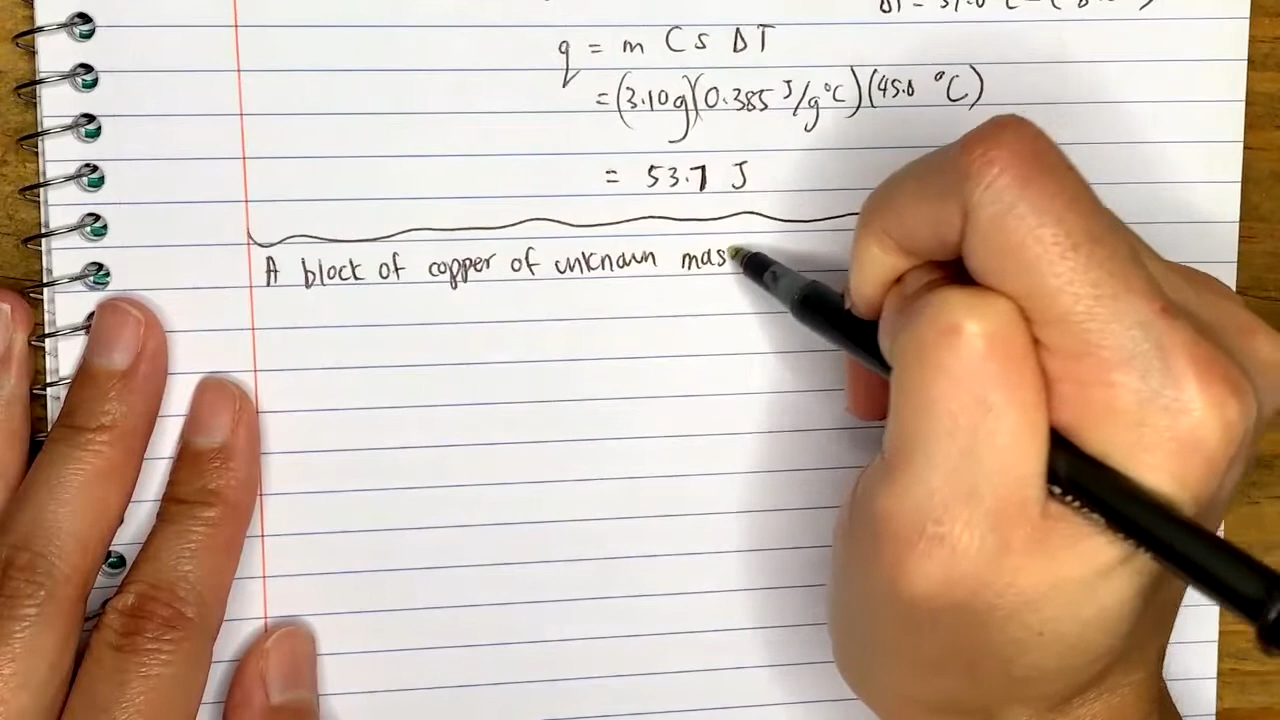 q = m Cs ΔT
= (3.10g)(0.385 J/g°C)(45.0 °C)
= 53.7 J
A block of copper of unknown mas